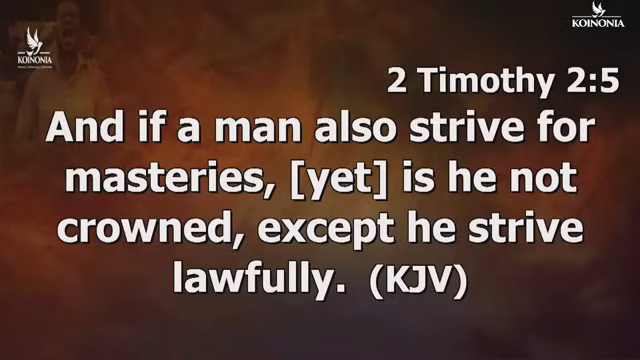 KOINONIA
KOINONIA
2 Timothy 2:5
And if a man also strive for
masteries, [yet] is he not
crowned, except he strive
lawfully. (KJV)